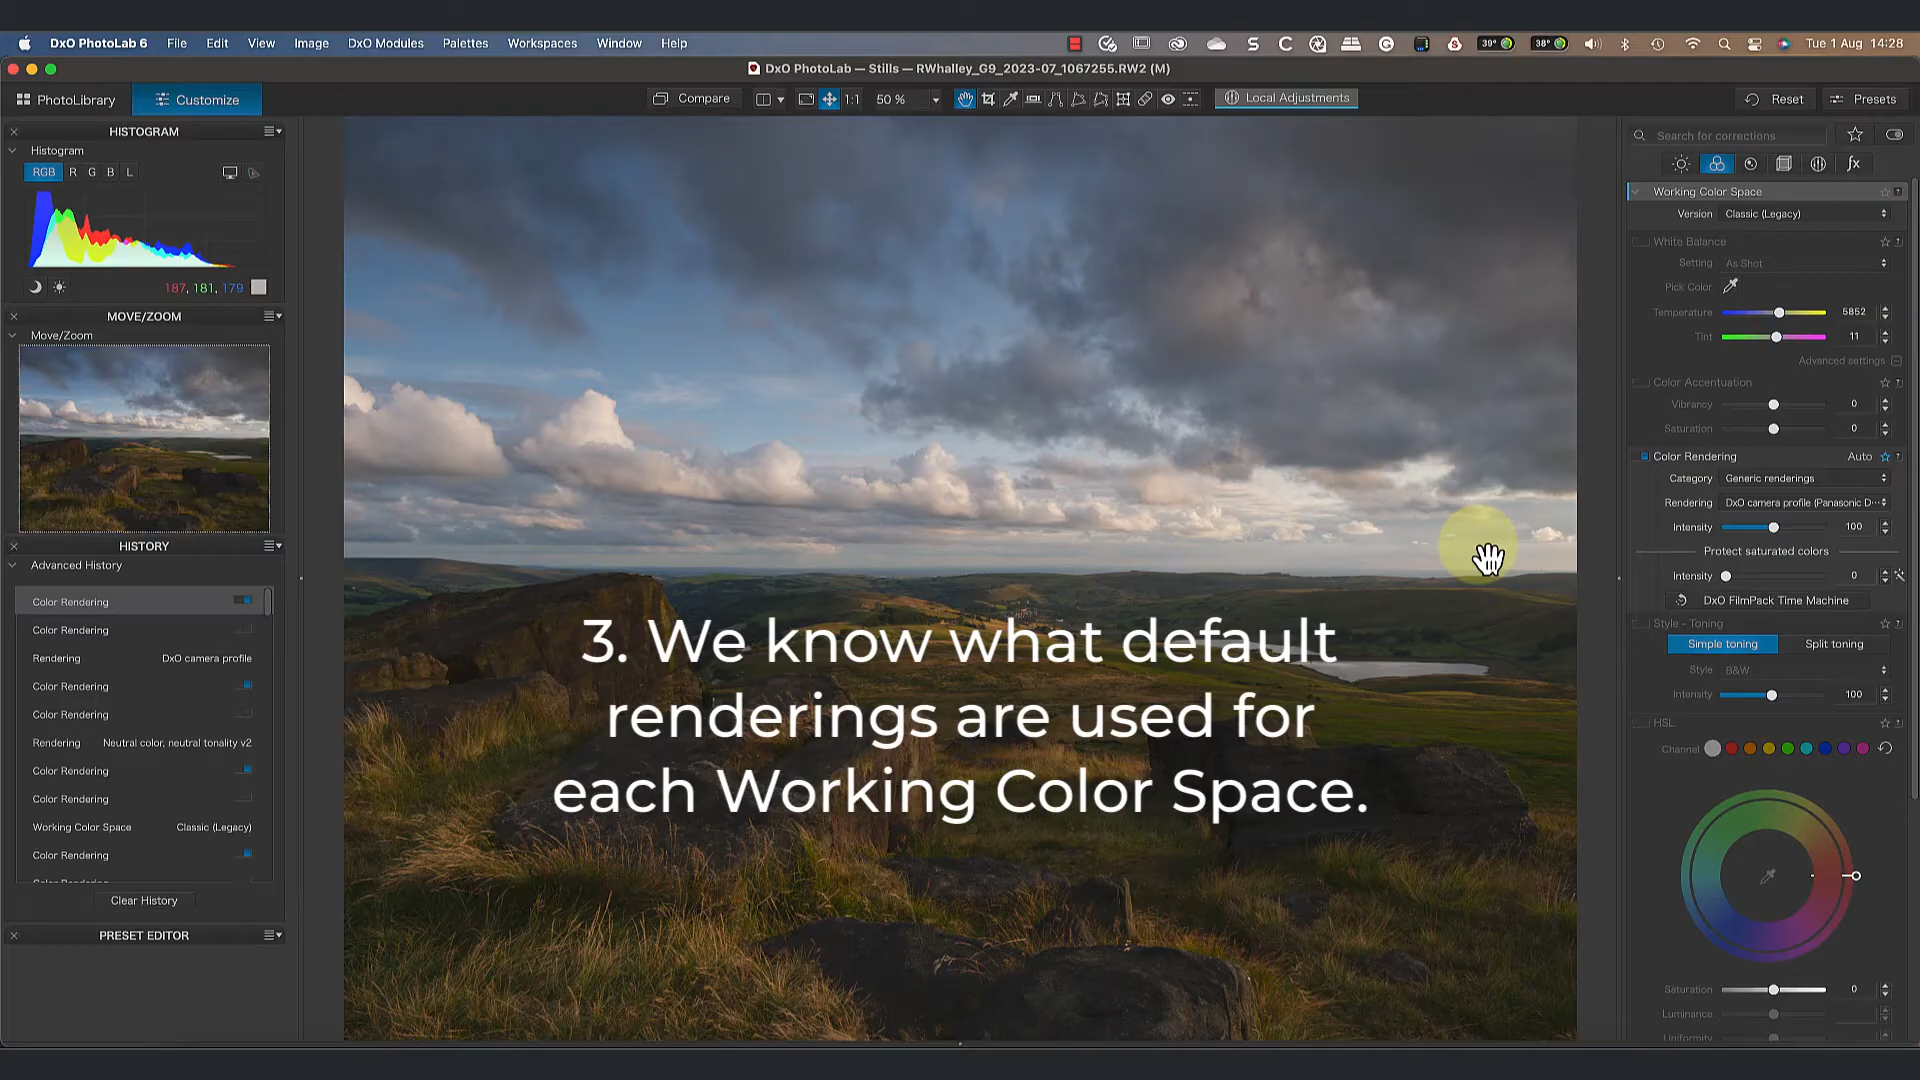 DxO PhotoLab 6 File Edit View Image DxO Modules Palettes Workspaces Window Help 39° 38° Tue 1 Aug 14:28
DxO PhotoLab — Stills — RWhalley_G9_2023-07_1067255.RW2 (M)
PhotoLibrary Customize Compare 1:1 50 % Local Adjustments Reset Presets
HISTOGRAM
Histogram
RGB R G B L
187, 181, 179
MOVE/ZOOM
Move/Zoom
HISTORY
Advanced History
Color Rendering
Color Rendering
Rendering DxO camera profile
Color Rendering
Color Rendering
Rendering Neutral color, neutral tonality v2
Color Rendering
Color Rendering
Working Color Space Classic (Legacy)
Color Rendering
Clear History
PRESET EDITOR
3. We know what default
renderings are used for
each Working Color Space.
Search for corrections
fx
Working Color Space
Version Classic (Legacy)
White Balance
Setting As Shot
Pick Color
Temperature 5852
Tint 11
Advanced settings
Color Accentuation
Vibrancy 0
Saturation 0
Color Rendering Auto
Category Generic renderings
Rendering DxO camera profile (Panasonic D···
Intensity 100
Protect saturated colors
Intensity 0
DxO FilmPack Time Machine
Style - Toning
Simple toning Split toning
Style B&W
Intensity 100
HSL
Channel
Saturation 0
Luminance
Uniformity